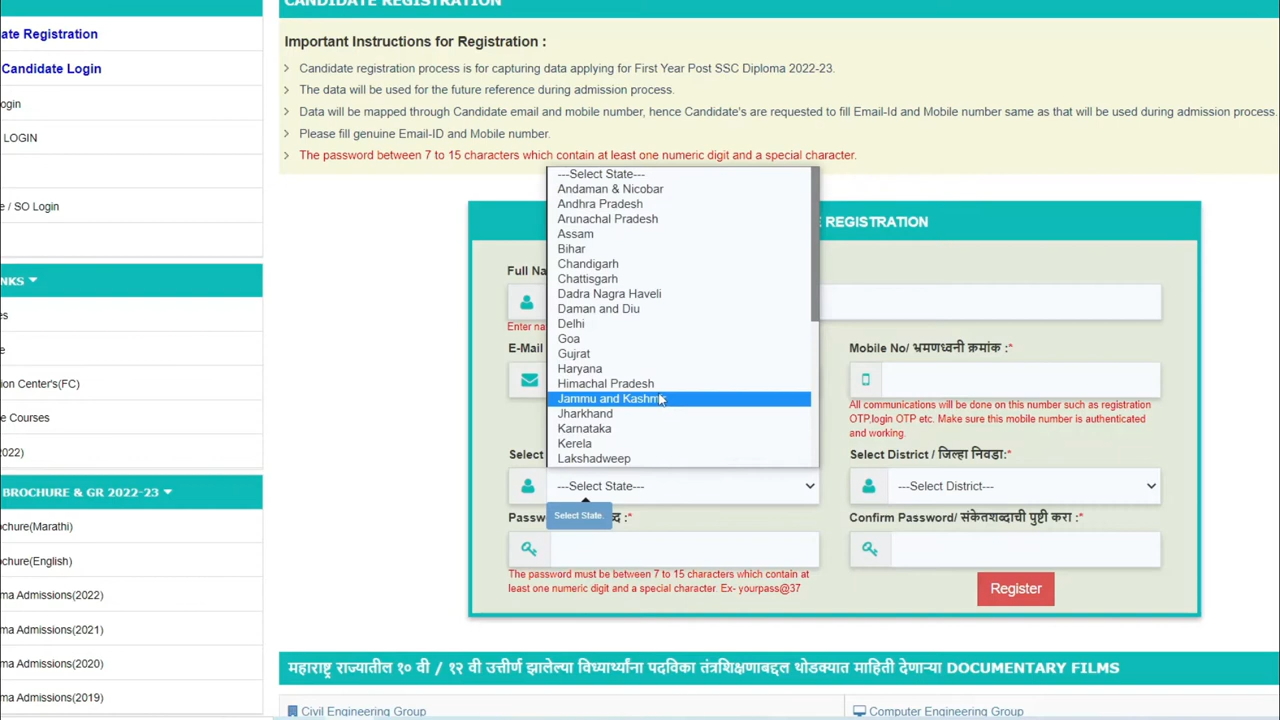 CANDIDATE REGISTRATION
ate Registration
Candidate Login
ogin
LOGIN
e / SO Login
NKS
es
e
ion Center's(FC)
e Courses
022)
BROCHURE & GR 2022-23
ochure(Marathi)
ochure(English)
ma Admissions(2022)
ma Admissions(2021)
ma Admissions(2020)
ma Admissions(2019)
Important Instructions for Registration :
Candidate registration process is for capturing data applying for First Year Post SSC Diploma 2022-23.
The data will be used for the future reference during admission process.
Data will be mapped through Candidate email and mobile number, hence Candidate's are requested to fill Email-Id and Mobile number same as that will be used during admission process.
Please fill genuine Email-ID and Mobile number.
The password between 7 to 15 characters which contain at least one numeric digit and a special character.
E REGISTRATION
Full Na
Enter na
E-Mail
Mobile No/ भ्रमणध्वनी क्रमांक :*
All communications will be done on this number such as registration
OTP,login OTP etc. Make sure this mobile number is authenticated
and working.
---Select State---
Andaman & Nicobar
Andhra Pradesh
Arunachal Pradesh
Assam
Bihar
Chandigarh
Chattisgarh
Dadra Nagra Haveli
Daman and Diu
Delhi
Goa
Gujrat
Haryana
Himachal Pradesh
Jammu and Kashmir
Jharkhand
Karnataka
Kerela
Lakshadweep
Select
---Select State---
Select State.
Select District / जिल्हा निवडा:*
---Select District---
Passw ब्द :*
The password must be between 7 to 15 characters which contain at
least one numeric digit and a special character. Ex- yourpass@37
Confirm Password/ संकेतशब्दाची पुष्टी करा :*
Register
महाराष्ट्र राज्यातील १० वी / १२ वी उत्तीर्ण झालेल्या विध्यार्थ्यांना पदविका तंत्रशिक्षणाबद्दल थोडक्यात माहिती देणाऱ्या DOCUMENTARY FILMS
Civil Engineering Group
Computer Engineering Group